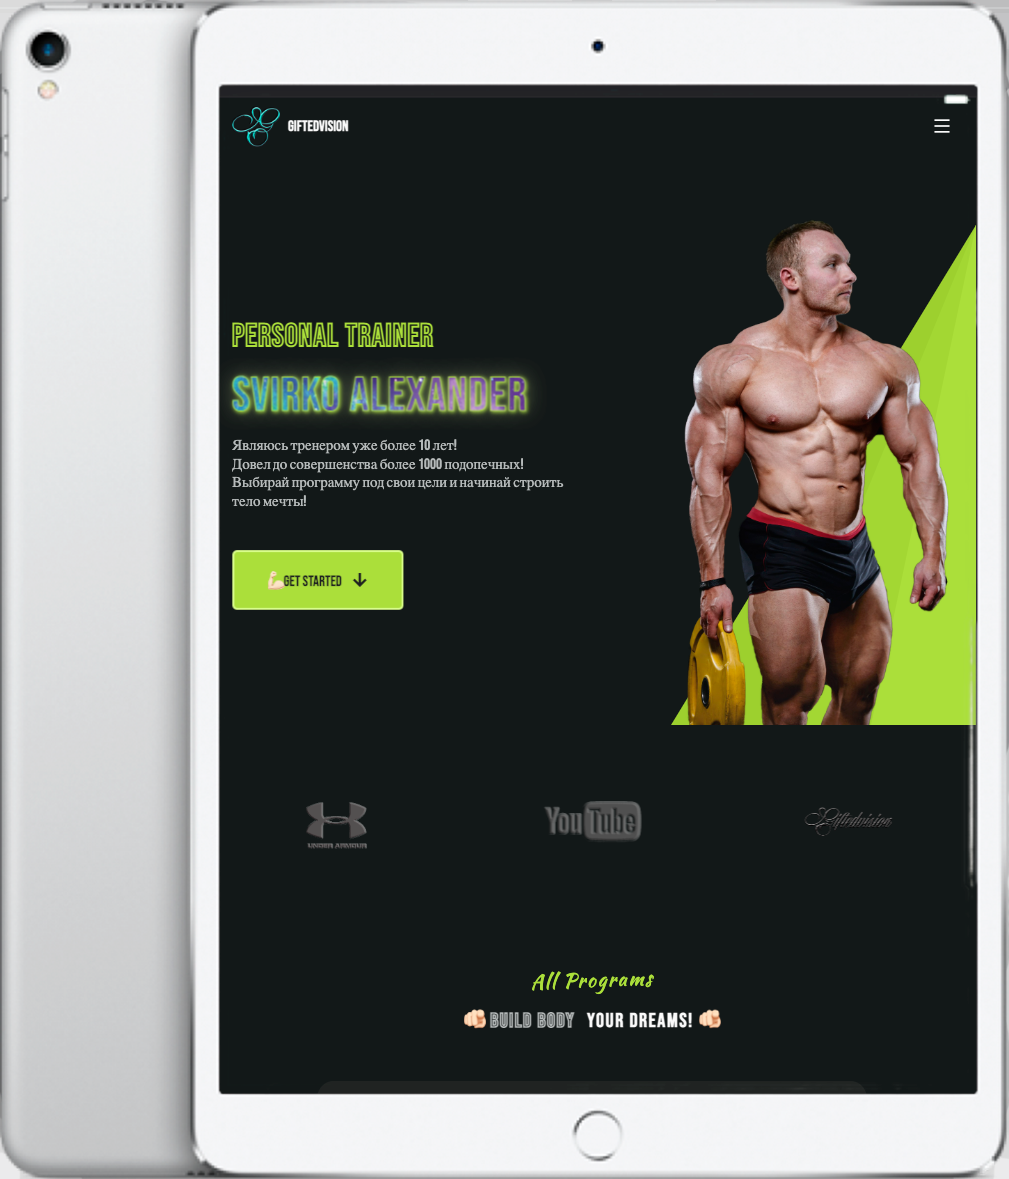 GIFTEDVISION
PERSONAL TRAINER
SVIRKO ALEXANDER
Являюсь тренером уже более 10 лет!
Довел до совершенства более 1000 подопечных!
Выбирай программу под свои цели и начинай строить
тело мечты!
💪🏻GET STARTED ↓
UNDER ARMOUR
YouTube
Giftedvision
All Programs
🫵🏻 BUILD BODY YOUR DREAMS! 🫵🏻